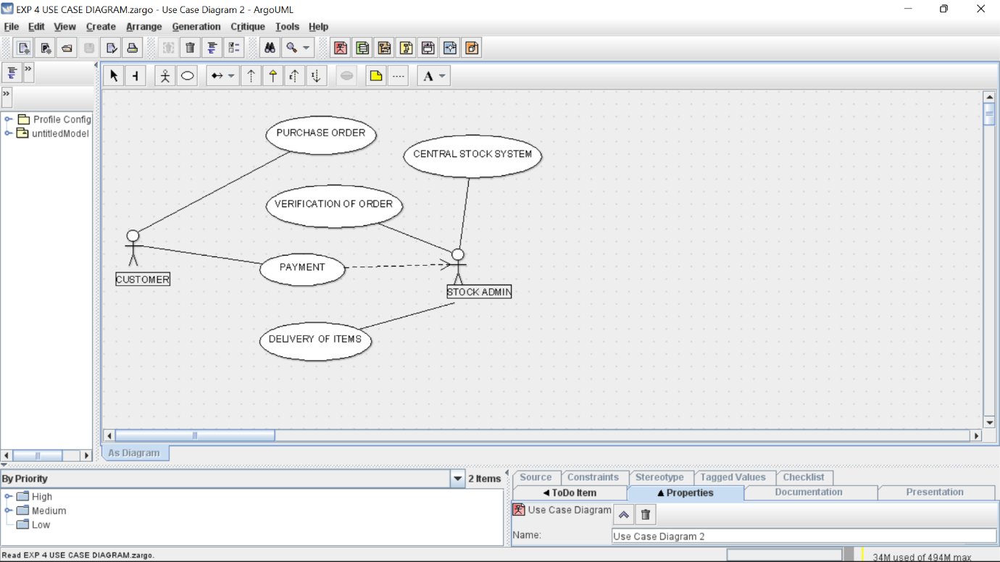 EXP 4 USE CASE DIAGRAM.zargo - Use Case Diagram 2 - ArgoUML
File Edit View Create Arrange Generation Critique Tools Help
A
Profile Config
untitledModel
PURCHASE ORDER
CENTRAL STOCK SYSTEM
VERIFICATION OF ORDER
PAYMENT
CUSTOMER
STOCK ADMIN
DELIVERY OF ITEMS
As Diagram
By Priority 2 Items
High
Medium
Low
Source Constraints Stereotype Tagged Values Checklist
ToDo Item Properties Documentation Presentation
Use Case Diagram
Name: Use Case Diagram 2
Read EXP 4 USE CASE DIAGRAM.zargo.
34M used of 494M max